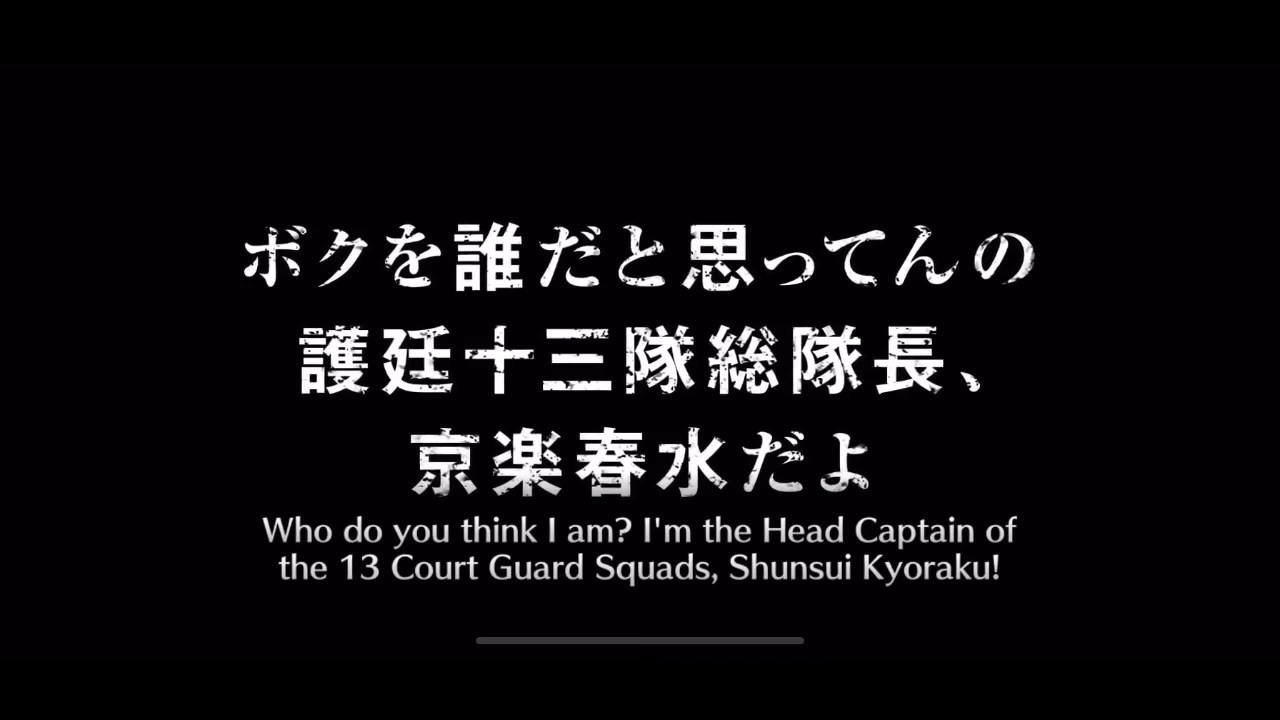 ボクを誰だと思ってんの
護廷十三隊総隊長、
京楽春水だよ
Who do you think I am? I'm the Head Captain of
the 13 Court Guard Squads, Shunsui Kyoraku!